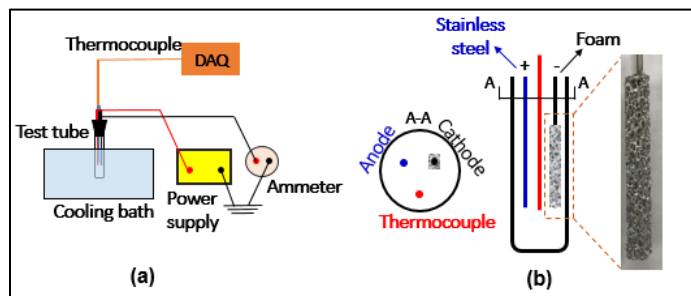 Thermocouple
DAQ
Test tube
Cooling bath
Power
supply
Ammeter
(a)
Stainless
steel
Foam
+
-
A
A
A-A
Anode
Cathode
Thermocouple
(b)